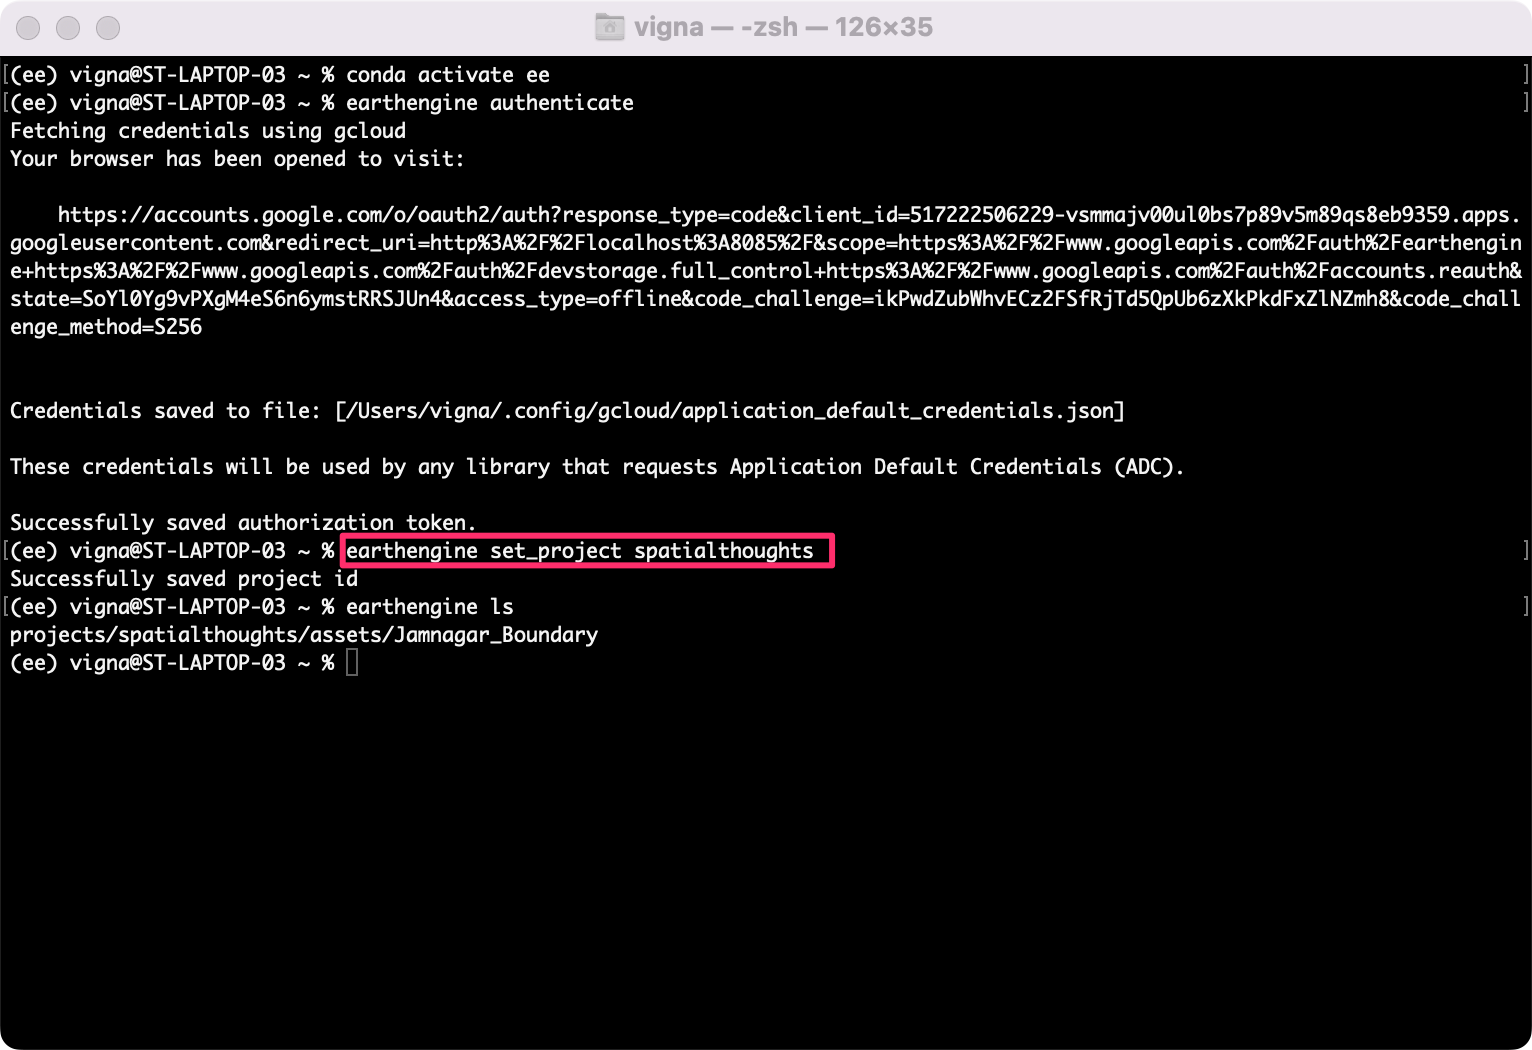 vigna — -zsh — 126×35
[(ee) vigna@ST-LAPTOP-03 ~ % conda activate ee ]
[(ee) vigna@ST-LAPTOP-03 ~ % earthengine authenticate ]
Fetching credentials using gcloud
Your browser has been opened to visit:
https://accounts.google.com/o/oauth2/auth?response_type=code&client_id=517222506229-vsmmajv00ul0bs7p89v5m89qs8eb9359.apps.
googleusercontent.com&redirect_uri=http%3A%2F%2Flocalhost%3A8085%2F&scope=https%3A%2F%2Fwww.googleapis.com%2Fauth%2Fearthengin
e+https%3A%2F%2Fwww.googleapis.com%2Fauth%2Fdevstorage.full_control+https%3A%2F%2Fwww.googleapis.com%2Fauth%2Faccounts.reauth&
state=SoYl0Yg9vPXgM4eS6n6ymstRRSJUn4&access_type=offline&code_challenge=ikPwdZubWhvECz2FSfRjTd5QpUb6zXkPkdFxZlNZmh8&code_chall
enge_method=S256
Credentials saved to file: [/Users/vigna/.config/gcloud/application_default_credentials.json]
These credentials will be used by any library that requests Application Default Credentials (ADC).
Successfully saved authorization token.
[(ee) vigna@ST-LAPTOP-03 ~ % earthengine set_project spatialthoughts ]
Successfully saved project id
[(ee) vigna@ST-LAPTOP-03 ~ % earthengine ls ]
projects/spatialthoughts/assets/Jamnagar_Boundary
(ee) vigna@ST-LAPTOP-03 ~ %